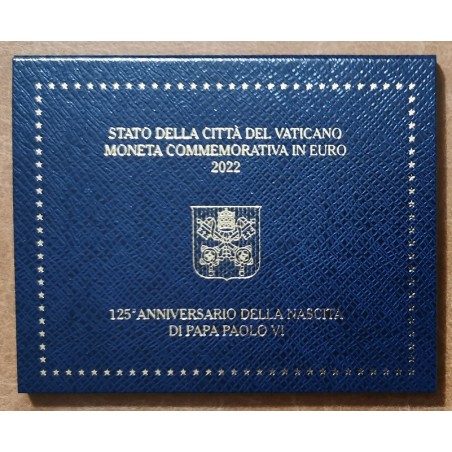 STATO DELLA CITTÀ DEL VATICANO
MONETA COMMEMORATIVA IN EURO
2022
125° ANNIVERSARIO DELLA NASCITA
DI PAPA PAOLO VI